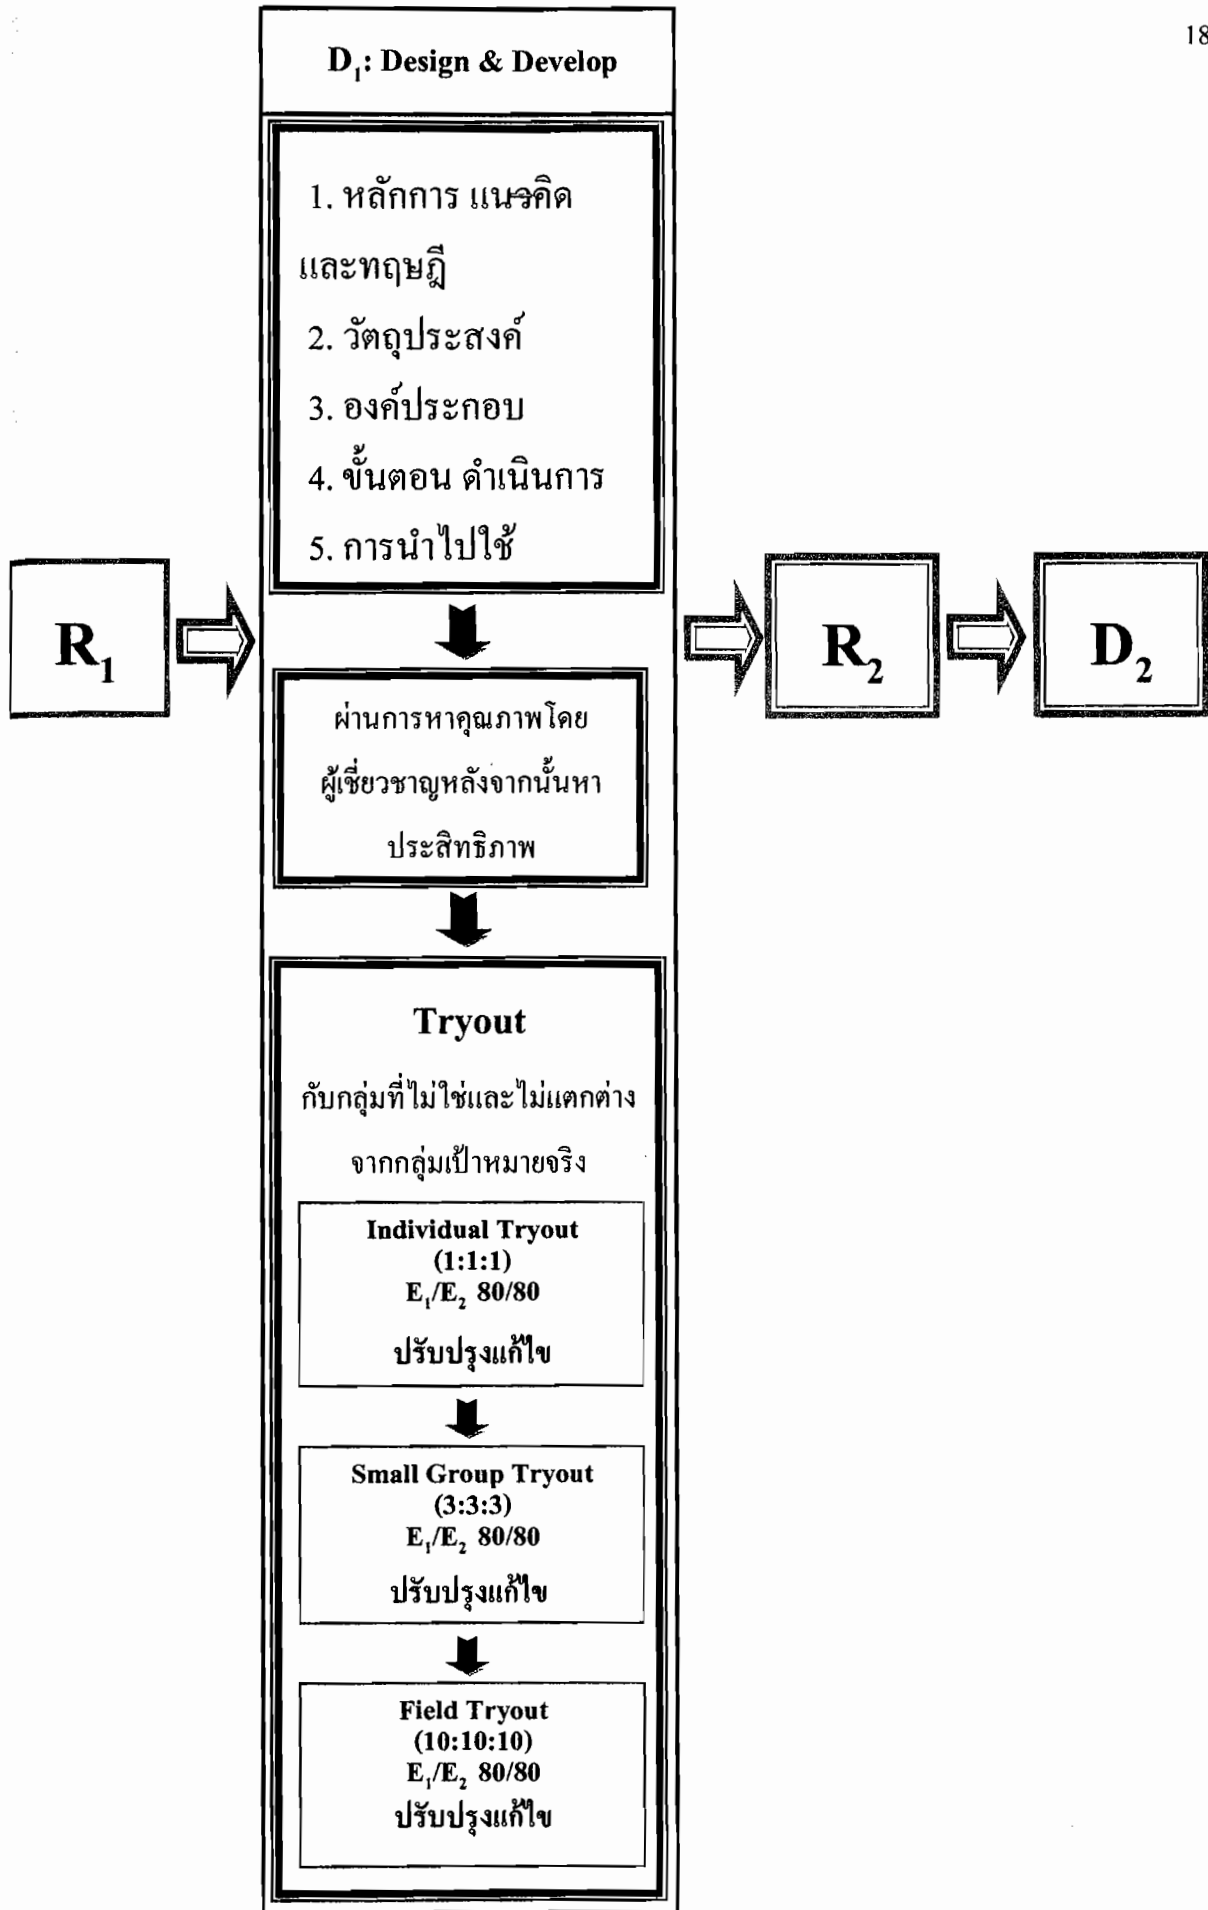 18
D₁: Design & Develop
1. หลักการ แนวคิด
และทฤษฎี
2. วัตถุประสงค์
3. องค์ประกอบ
4. ขั้นตอน ดำเนินการ
5. การนำไปใช้
R₁
R₂
D₂
ผ่านการหาคุณภาพโดย
ผู้เชี่ยวชาญหลังจากนั้นหา
ประสิทธิภาพ
Tryout
กับกลุ่มที่ไม่ใช่และไม่แตกต่าง
จากกลุ่มเป้าหมายจริง
Individual Tryout
(1:1:1)
E₁/E₂ 80/80
ปรับปรุงแก้ไข
Small Group Tryout
(3:3:3)
E₁/E₂ 80/80
ปรับปรุงแก้ไข
Field Tryout
(10:10:10)
E₁/E₂ 80/80
ปรับปรุงแก้ไข